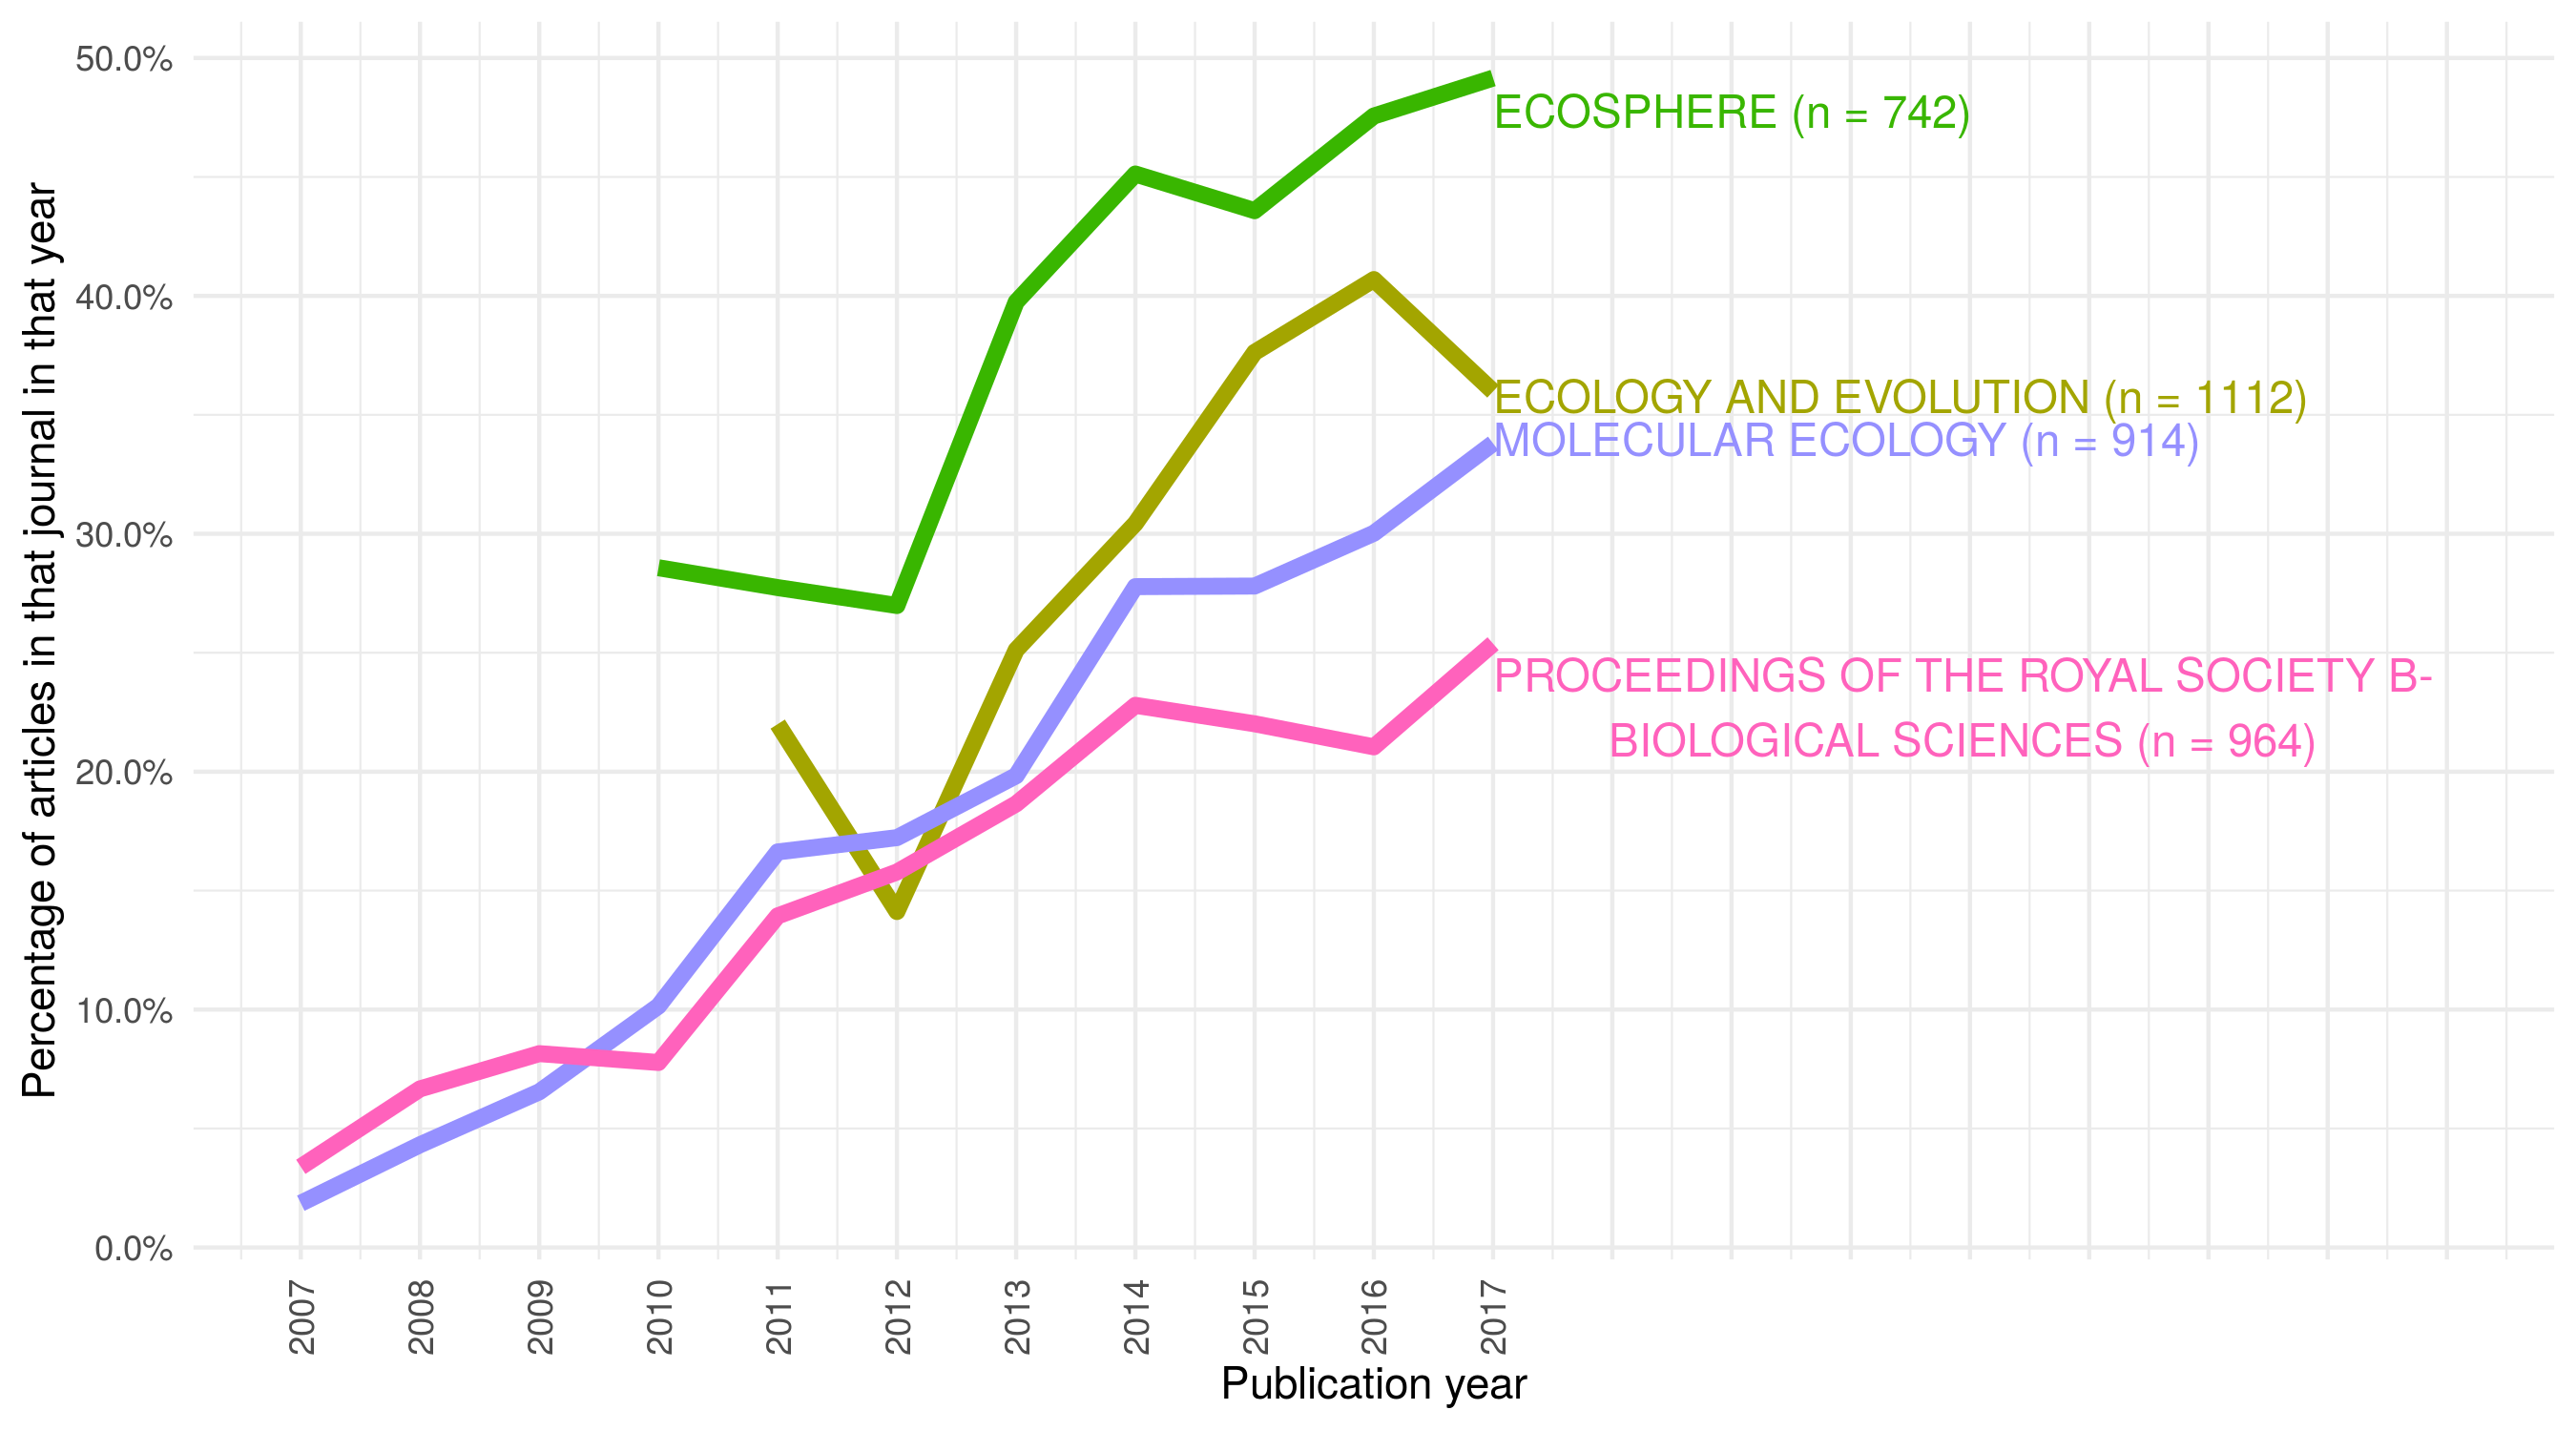 50.0%
40.0%
30.0%
20.0%
10.0%
0.0%
Percentage of articles in that journal in that year
ECOSPHERE (n = 742)
ECOLOGY AND EVOLUTION (n = 1112)
MOLECULAR ECOLOGY (n = 914)
PROCEEDINGS OF THE ROYAL SOCIETY B-
BIOLOGICAL SCIENCES (n = 964)
2007
2008
2009
2010
2011
2012
2013
2014
2015
2016
2017
Publication year